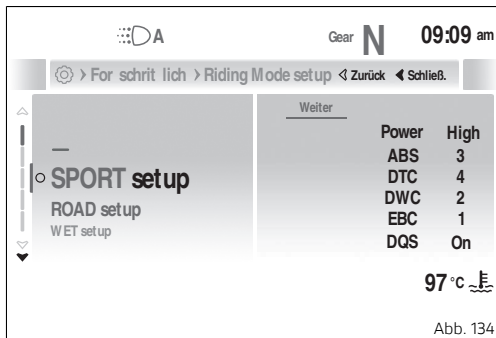 A Gear N 09:09 am
For schrit lich Riding Mode setup Zurück Schließ.
Weiter
Power High
ABS 3
SPORT setup DTC 4
DWC 2
ROAD setup EBC 1
WET setup
DQS On
97 °C
Abb. 134